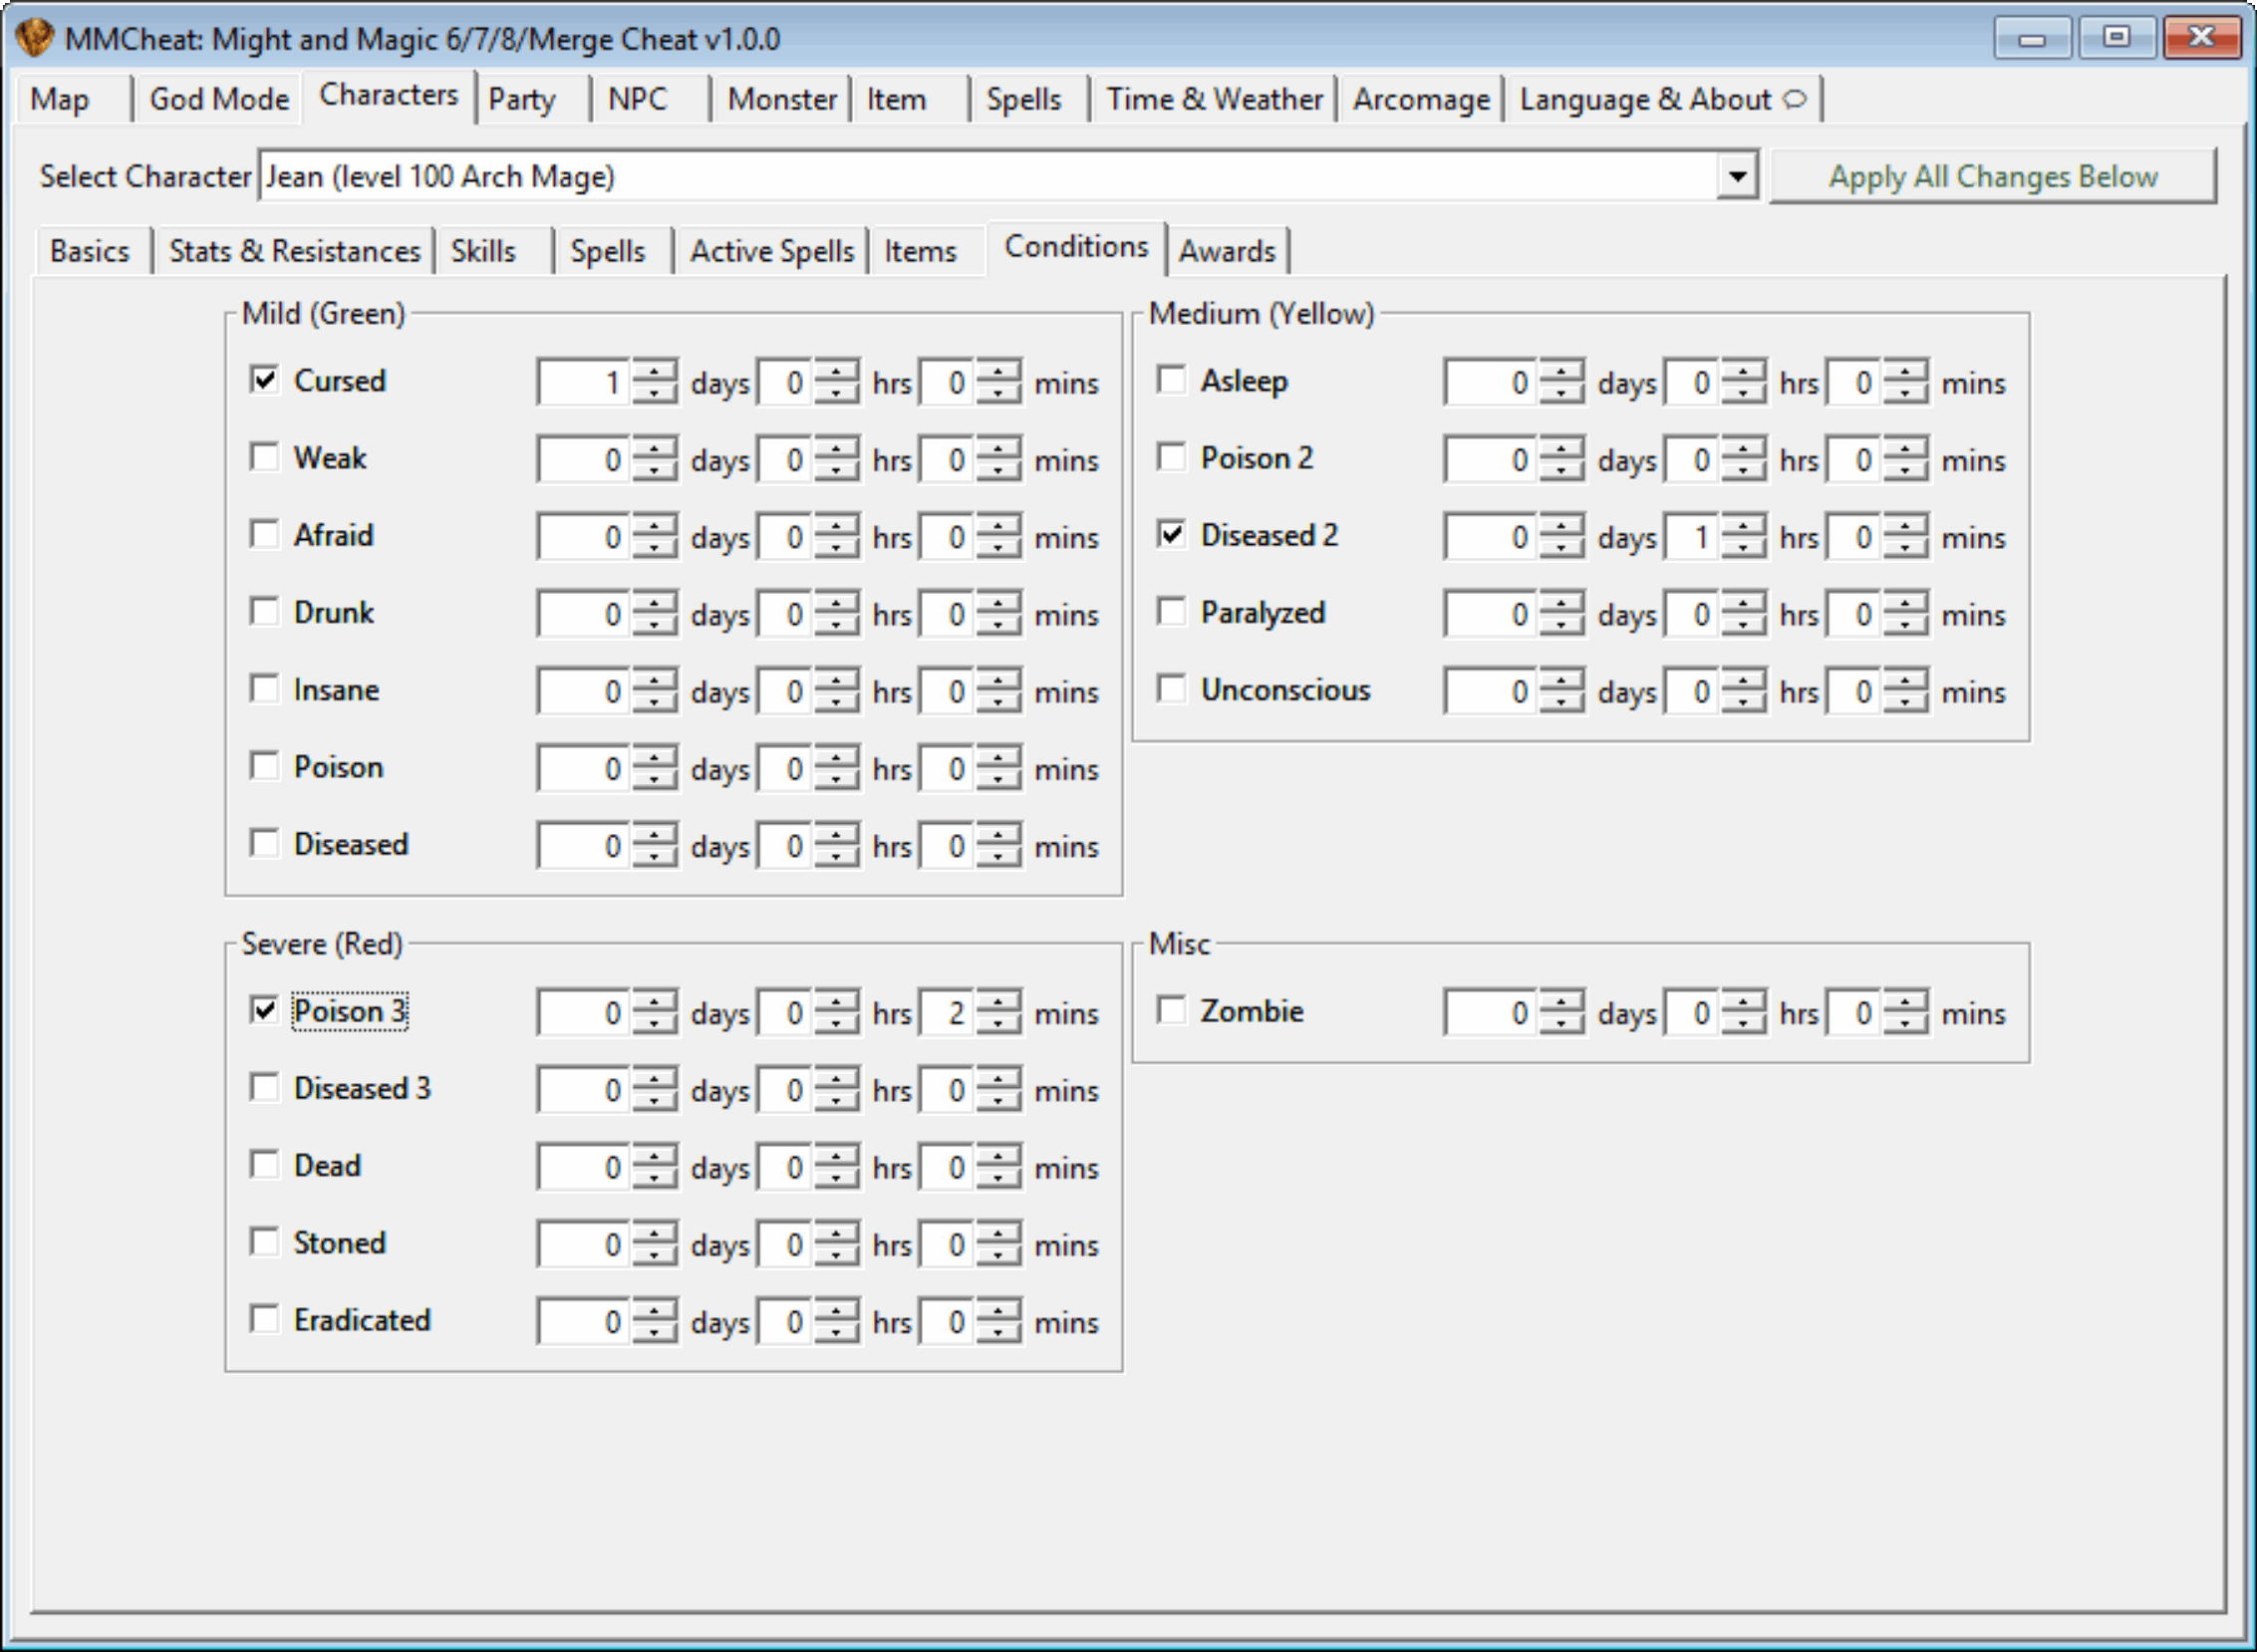 MMCheat: Might and Magic 6/7/8/Merge Cheat v1.0.0
Map God Mode Characters Party NPC Monster Item Spells Time & Weather Arcomage Language & About
Select Character Jean (level 100 Arch Mage) Apply All Changes Below
Basics Stats & Resistances Skills Spells Active Spells Items Conditions Awards
Mild (Green)
Cursed 1 days 0 hrs 0 mins
Weak 0 days 0 hrs 0 mins
Afraid 0 days 0 hrs 0 mins
Drunk 0 days 0 hrs 0 mins
Insane 0 days 0 hrs 0 mins
Poison 0 days 0 hrs 0 mins
Diseased 0 days 0 hrs 0 mins
Medium (Yellow)
Asleep 0 days 0 hrs 0 mins
Poison 2 0 days 0 hrs 0 mins
Diseased 2 0 days 1 hrs 0 mins
Paralyzed 0 days 0 hrs 0 mins
Unconscious 0 days 0 hrs 0 mins
Severe (Red)
Poison 3 0 days 0 hrs 2 mins
Diseased 3 0 days 0 hrs 0 mins
Dead 0 days 0 hrs 0 mins
Stoned 0 days 0 hrs 0 mins
Eradicated 0 days 0 hrs 0 mins
Misc
Zombie 0 days 0 hrs 0 mins